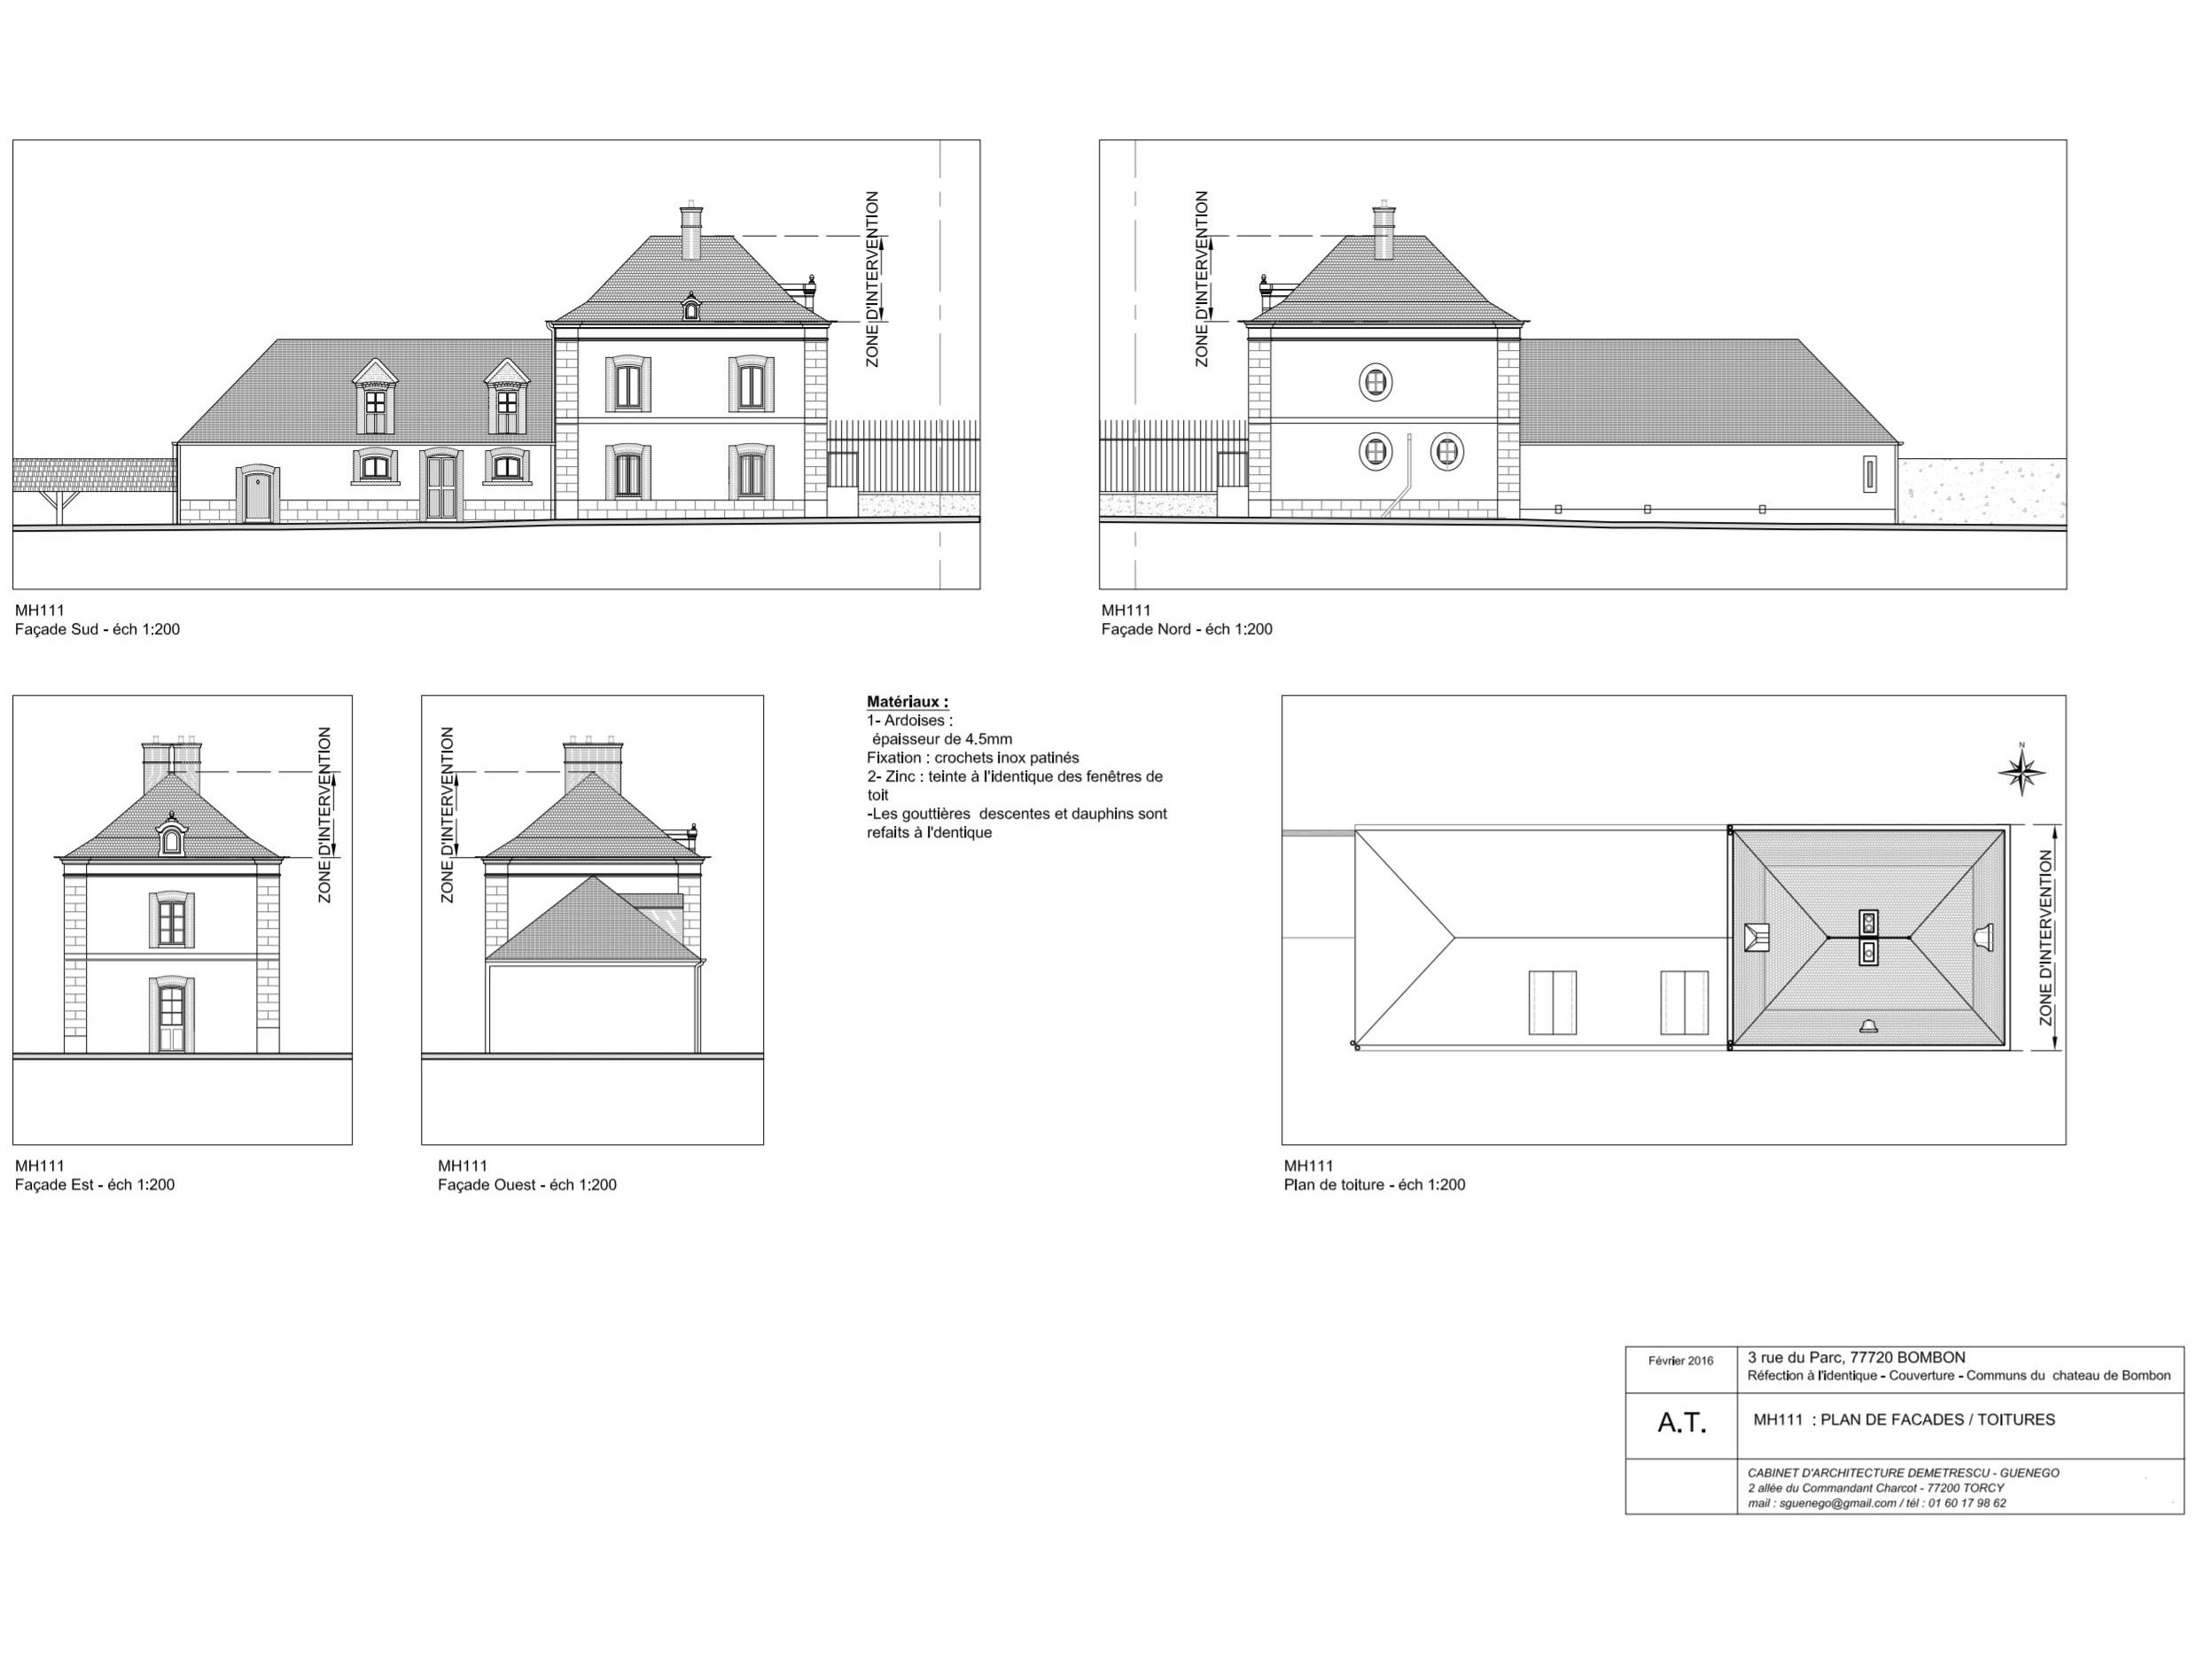 ZONE D'INTERVENTION
ZONE D'INTERVENTION
MH111
Façade Sud - éch 1:200
MH111
Façade Nord - éch 1:200
ZONE D'INTERVENTION
ZONE D'INTERVENTION
Matériaux :
1- Ardoises :
épaisseur de 4.5mm
Fixation : crochets inox patinés
2- Zinc : teinte à l'identique des fenêtres de
toit
-Les gouttières descentes et dauphins sont
refaits à l'dentique
N
ZONE D'INTERVENTION
MH111
Façade Est - éch 1:200
MH111
Façade Ouest - éch 1:200
MH111
Plan de toiture - éch 1:200
Février 2016
3 rue du Parc, 77720 BOMBON
Réfection à l'identique - Couverture - Communs du chateau de Bombon
A.T.
MH111 : PLAN DE FACADES / TOITURES
CABINET D'ARCHITECTURE DEMETRESCU - GUENEGO
2 allée du Commandant Charcot - 77200 TORCY
mail : sguenego@gmail.com / tél : 01 60 17 98 62